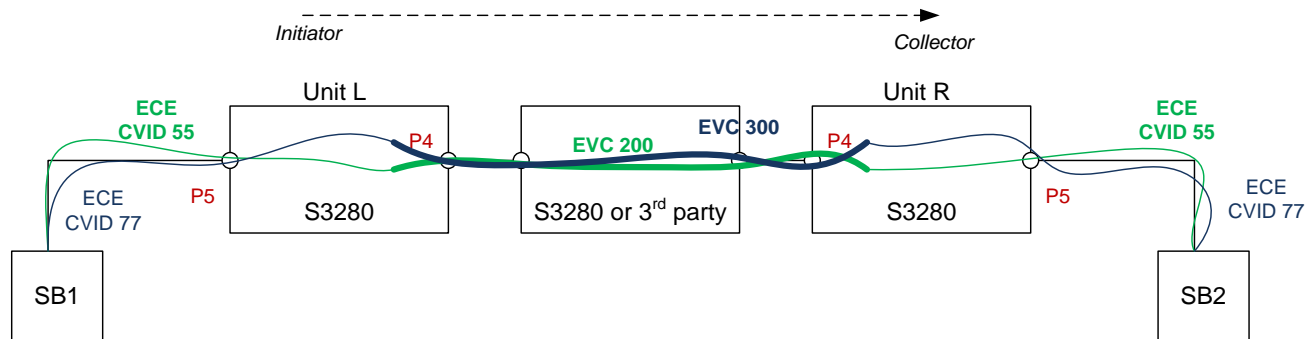 Initiator
Collector
Unit L
Unit R
ECE
CVID 55
P4
EVC 300
EVC 200
P4
ECE
CVID 55
ECE
CVID 77
P5
S3280
S3280 or 3rd party
S3280
P5
ECE
CVID 77
SB1
SB2